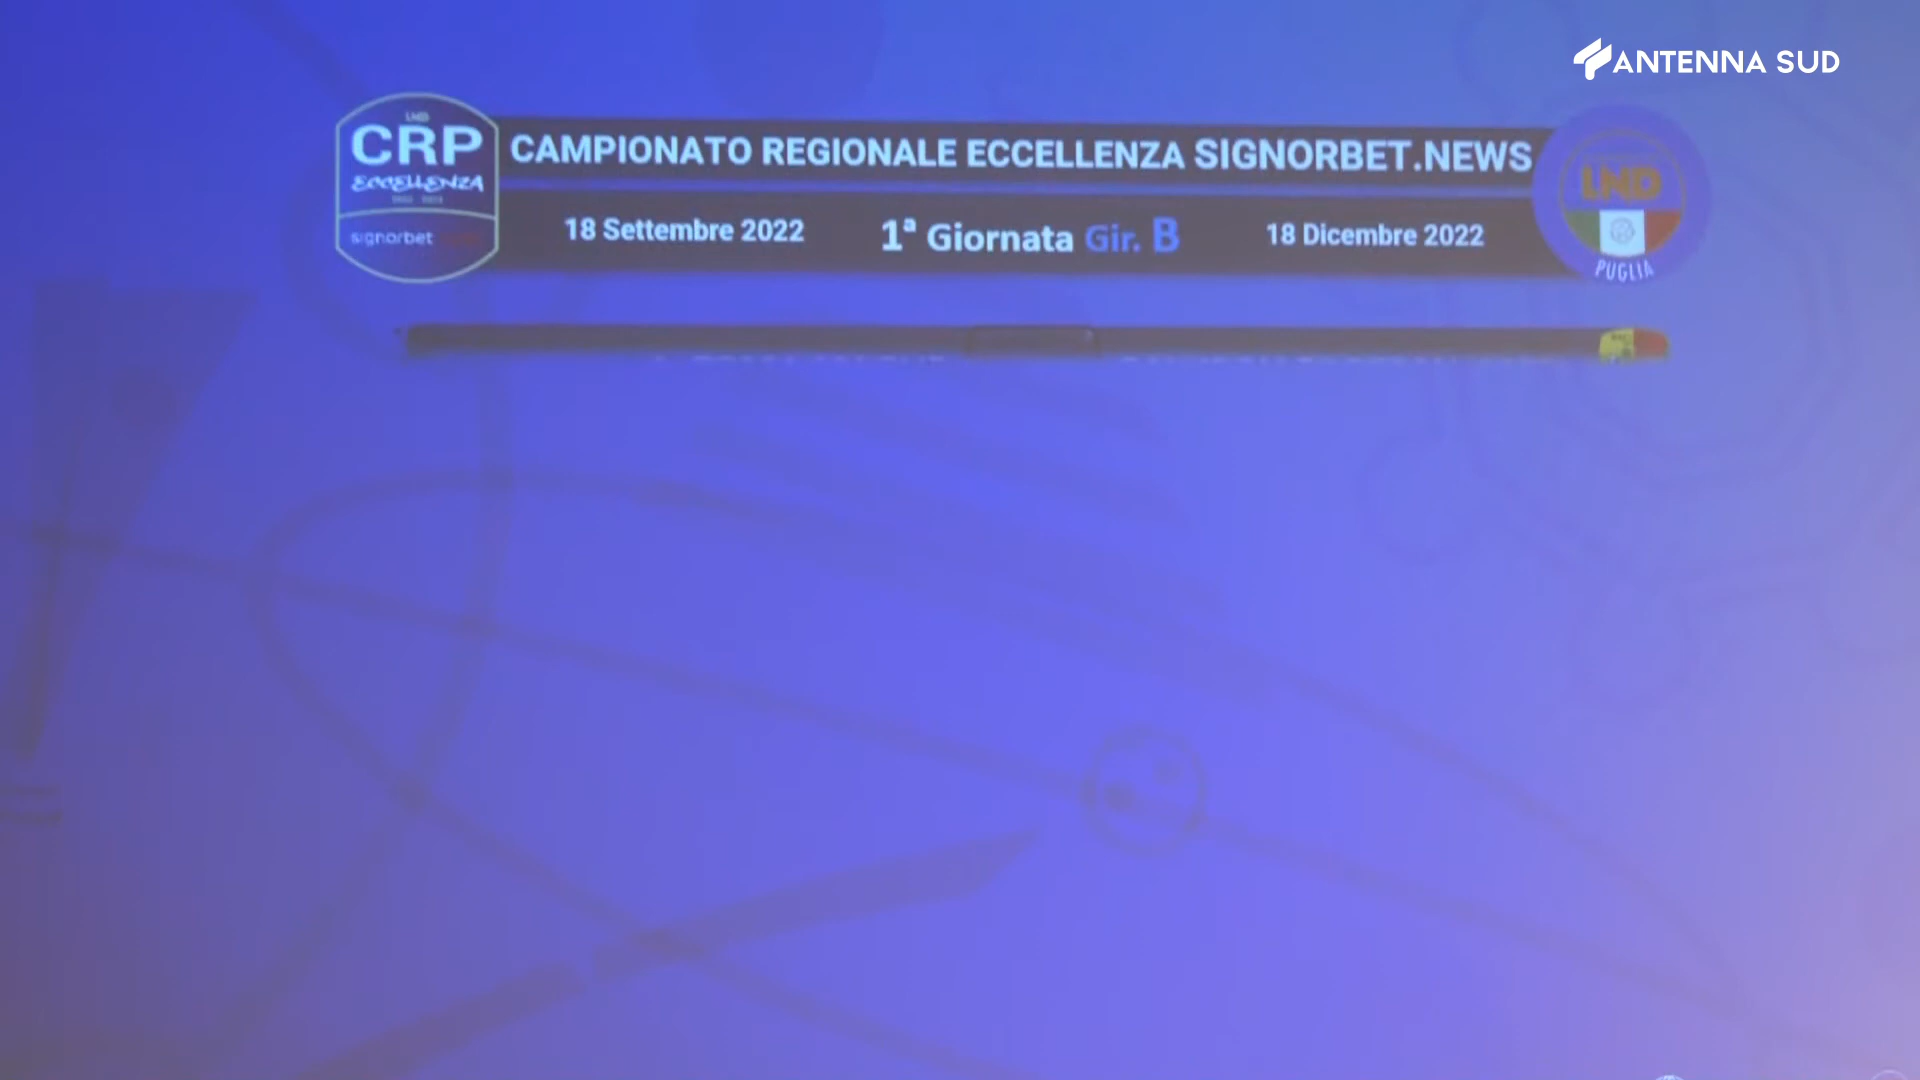 ANTENNA SUD
LND
CRP
ECCELLENZA
signorbet
CAMPIONATO REGIONALE ECCELLENZA SIGNORBET.NEWS
18 Settembre 2022
1ª Giornata Gir. B
18 Dicembre 2022
LND
PUGLIA